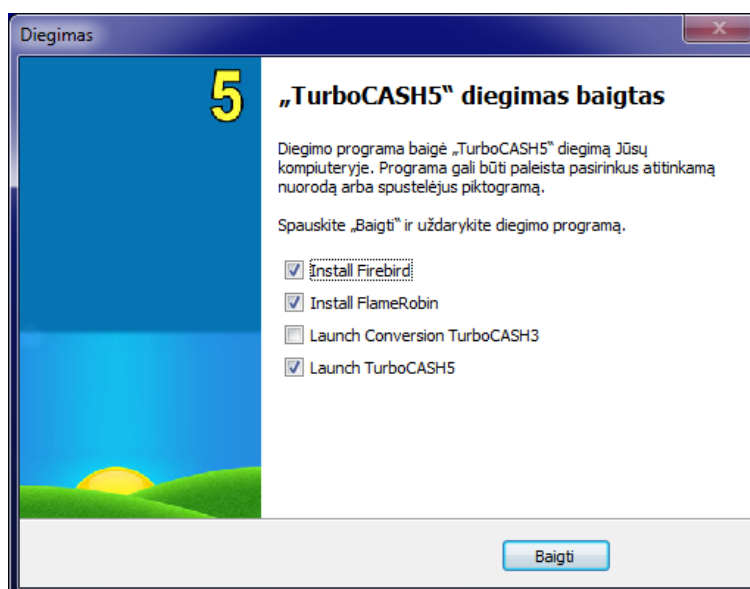 Diegimas
5
„TurboCASH5“ diegimas baigtas
Diegimo programa baigė „TurboCASH5“ diegimą Jūsų
kompiuteryje. Programa gali būti paleista pasirinkus atitinkamą
nuorodą arba spustelėjus piktogramą.
Spauskite „Baigti“ ir uždarykite diegimo programą.
Install Firebird
Install FlameRobin
Launch Conversion TurboCASH3
Launch TurboCASH5
Baigti